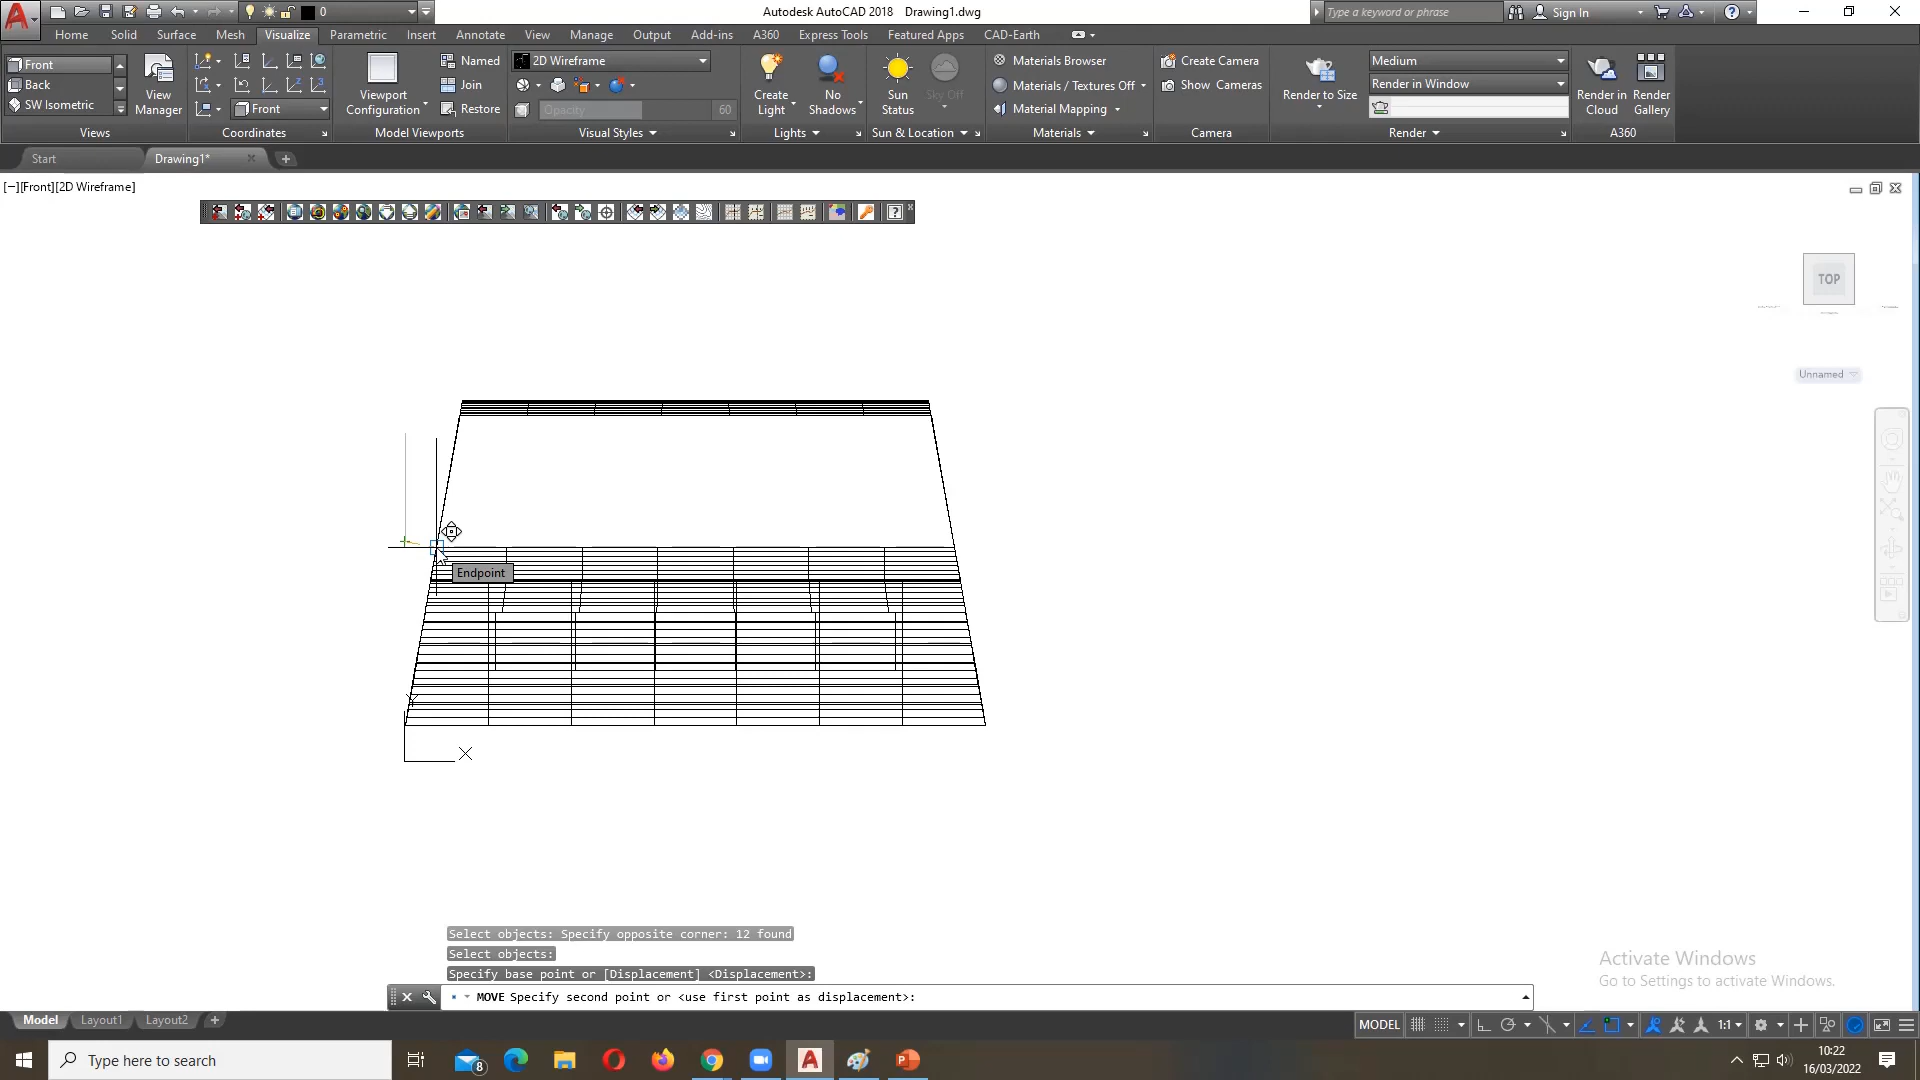 A 0 Autodesk AutoCAD 2018 Drawing1.dwg Type a keyword or phrase Sign In ?
Home Solid Surface Mesh Visualize Parametric Insert Annotate View Manage Output Add-ins A360 Express Tools Featured Apps CAD-Earth
Front
Back
SW Isometric
View
Manager
Views
Front
Coordinates
Viewport
Configuration
Named
Join
Restore
Model Viewports
2D Wireframe
Opacity 60
Visual Styles
Create
Light
No
Shadows
Lights
Sun
Status
Sky Off
Sun & Location
Materials Browser
Materials / Textures Off
Material Mapping
Materials
Create Camera
Show Cameras
Camera
Render to Size
Medium
Render in Window
Render
Render in
Cloud
Render
Gallery
A360
Start Drawing1*
[−][Front][2D Wireframe]
TOP
Unnamed
Endpoint
X
Select objects: Specify opposite corner: 12 found
Select objects:
Specify base point or [Displacement] <Displacement>:
MOVE Specify second point or <use first point as displacement>:
Activate Windows
Go to Settings to activate Windows.
Model Layout1 Layout2 + MODEL 1:1
Type here to search 8 A P 10:22
16/03/2022